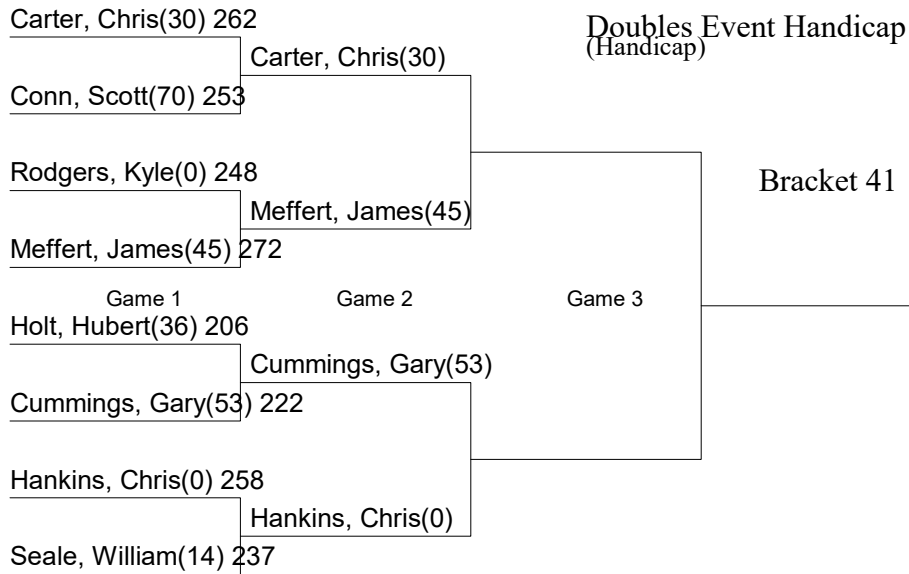 Carter, Chris(30) 262
Doubles Event Handicap
(Handicap)
Carter, Chris(30)
Conn, Scott(70) 253
Rodgers, Kyle(0) 248
Bracket 41
Meffert, James(45)
Meffert, James(45) 272
Game 1
Game 2
Game 3
Holt, Hubert(36) 206
Cummings, Gary(53)
Cummings, Gary(53) 222
Hankins, Chris(0) 258
Hankins, Chris(0)
Seale, William(14) 237